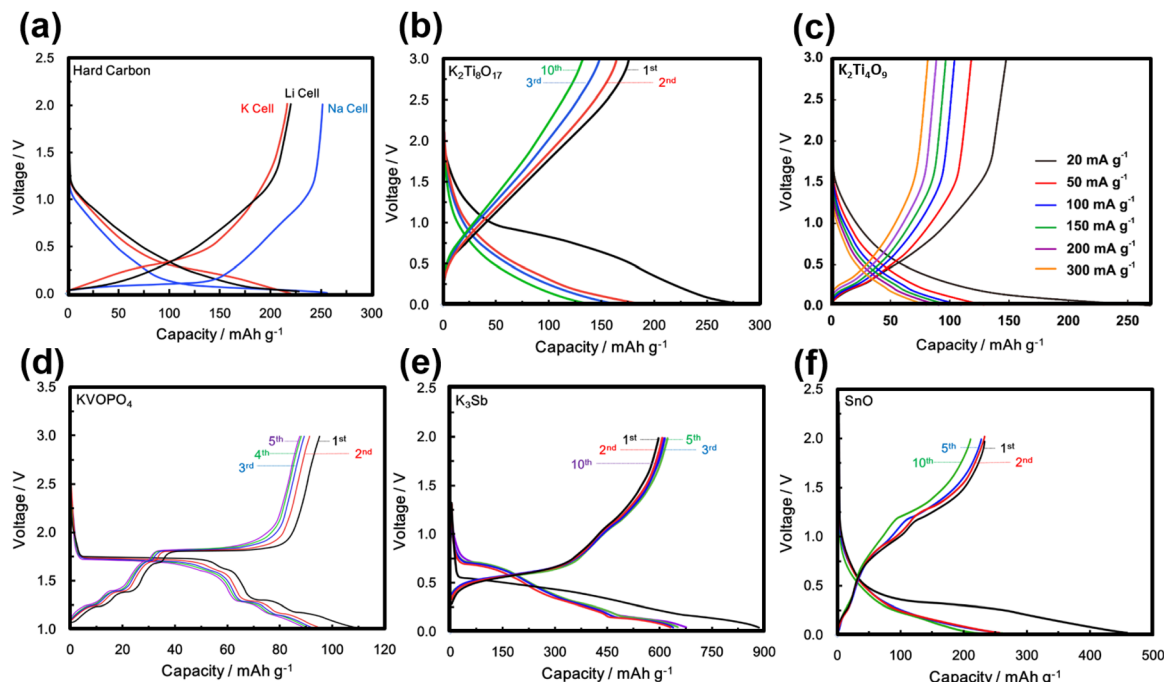 (a)
Hard Carbon
K Cell
Li Cell
Na Cell
Voltage / V
2.5
2.0
1.5
1.0
0.5
0.0
0 50 100 150 200 250 300
Capacity / mAh g⁻¹
(b)
K₂Ti₈O₁₇
10ᵗʰ
3ʳᵈ
1ˢᵗ
2ⁿᵈ
Voltage / V
3.0
2.5
2.0
1.5
1.0
0.5
0.0
0 50 100 150 200 250 300
Capacity / mAh g⁻¹
(c)
K₂Ti₄O₉
20 mA g⁻¹
50 mA g⁻¹
100 mA g⁻¹
150 mA g⁻¹
200 mA g⁻¹
300 mA g⁻¹
Voltage / V
3.0
2.5
2.0
1.5
1.0
0.5
0.0
0 50 100 150 200 250
Capacity / mAh g⁻¹
(d)
KVOPO₄
5ᵗʰ
4ᵗʰ
3ʳᵈ
1ˢᵗ
2ⁿᵈ
Voltage / V
3.5
3.0
2.5
2.0
1.5
1.0
0 20 40 60 80 100 120
Capacity / mAh g⁻¹
(e)
K₃Sb
1ˢᵗ
2ⁿᵈ
10ᵗʰ
5ᵗʰ
3ʳᵈ
Voltage / V
2.5
2.0
1.5
1.0
0.5
0.0
0 150 300 450 600 750 900
Capacity / mAh g⁻¹
(f)
SnO
5ᵗʰ
10ᵗʰ
1ˢᵗ
2ⁿᵈ
Voltage / V
2.5
2.0
1.5
1.0
0.5
0.0
0 100 200 300 400 500
Capacity / mAh g⁻¹